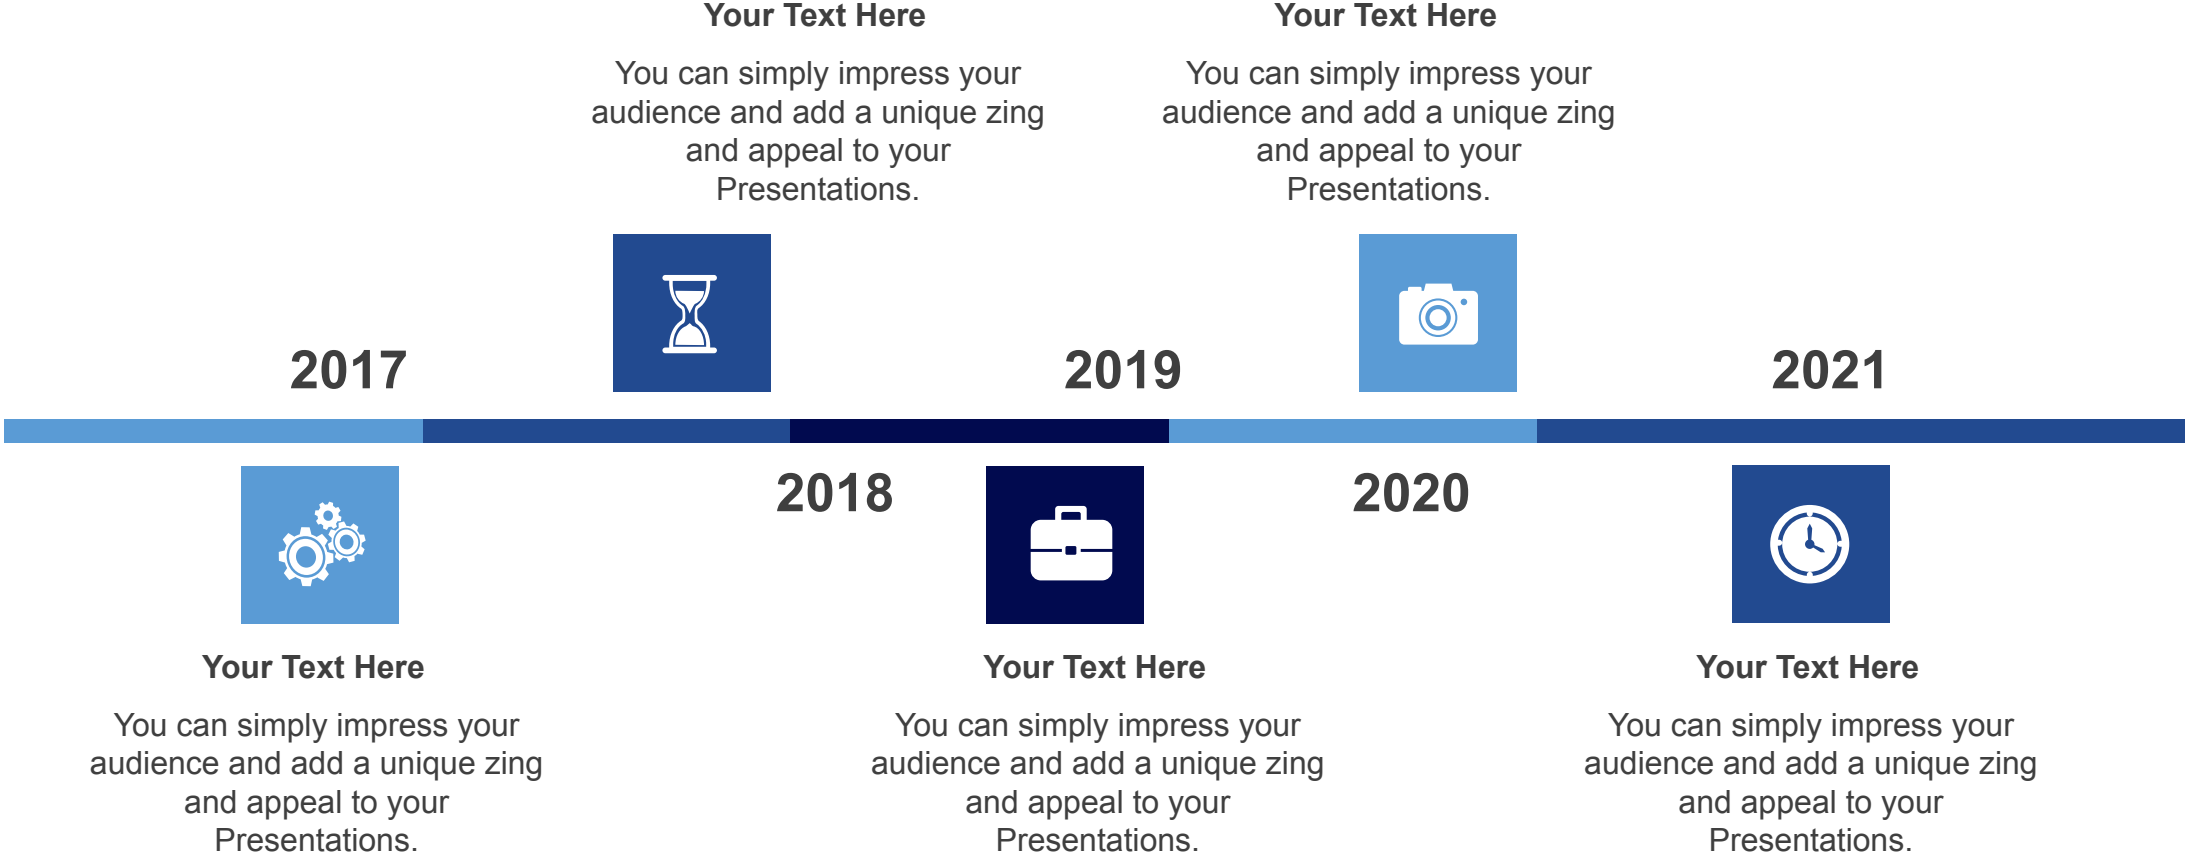 Your Text Here
You can simply impress your
audience and add a unique zing
and appeal to your
Presentations.
Your Text Here
You can simply impress your
audience and add a unique zing
and appeal to your
Presentations.
2017
2019
2021
2018
2020
Your Text Here
You can simply impress your
audience and add a unique zing
and appeal to your
Presentations.
Your Text Here
You can simply impress your
audience and add a unique zing
and appeal to your
Presentations.
Your Text Here
You can simply impress your
audience and add a unique zing
and appeal to your
Presentations.